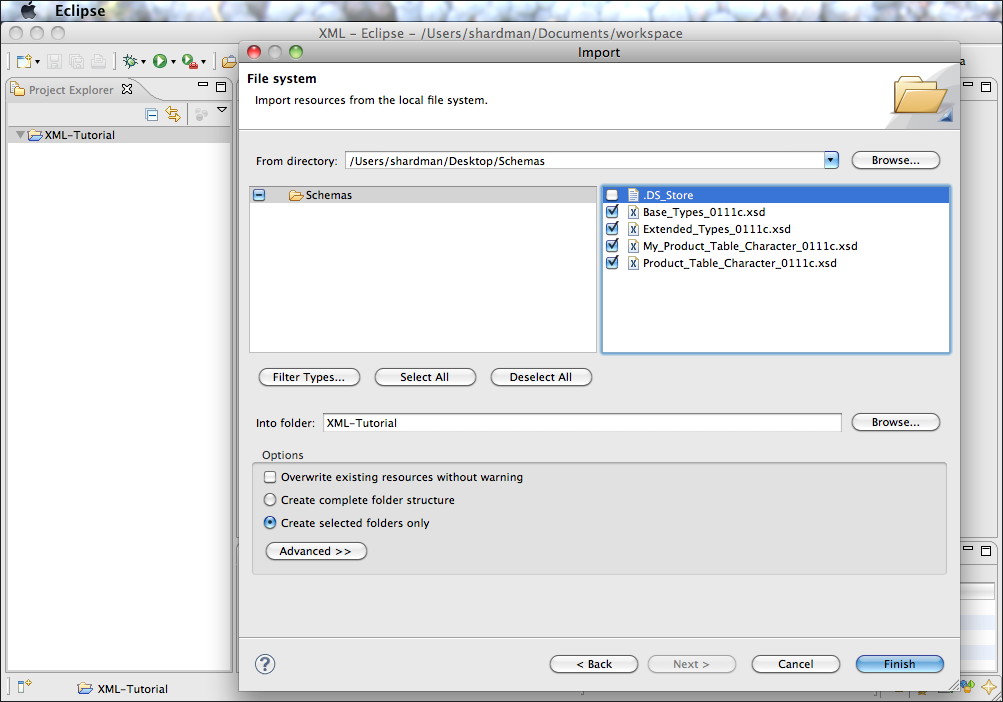 Eclipse
XML - Eclipse - /Users/shardman/Documents/workspace
Import
Project Explorer
XML-Tutorial
File system
Import resources from the local file system.
From directory: /Users/shardman/Desktop/Schemas Browse...
Schemas
.DS_Store
Base_Types_0111c.xsd
Extended_Types_0111c.xsd
My_Product_Table_Character_0111c.xsd
Product_Table_Character_0111c.xsd
Filter Types... Select All Deselect All
Into folder: XML-Tutorial Browse...
Options
Overwrite existing resources without warning
Create complete folder structure
Create selected folders only
Advanced >>
? < Back Next > Cancel Finish
XML-Tutorial